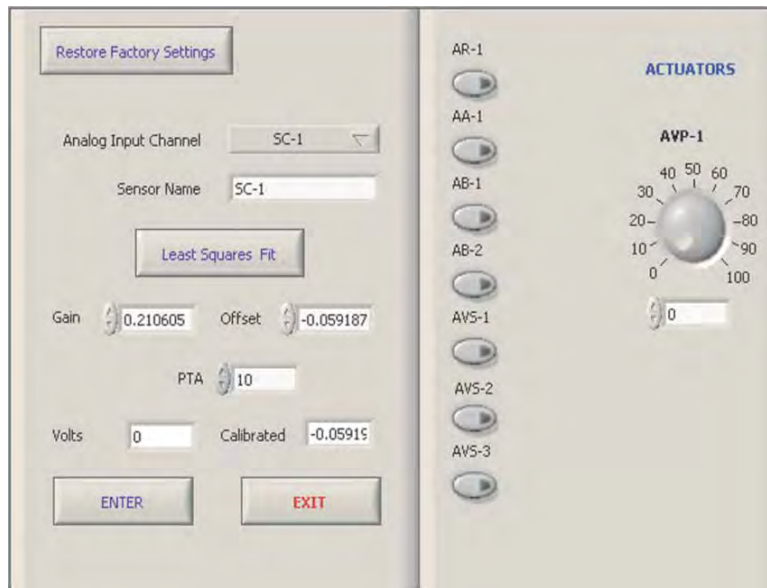 Restore Factory Settings
Analog Input Channel SC-1
Sensor Name SC-1
Least Squares Fit
Gain 0.210605 Offset -0.059187
PTA 10
Volts 0 Calibrated -0.05919
ENTER EXIT
AR-1
AA-1
AB-1
AB-2
AVS-1
AVS-2
AVS-3
ACTUATORS
AVP-1
0 10 20 30 40 50 60 70 80 90 100
0